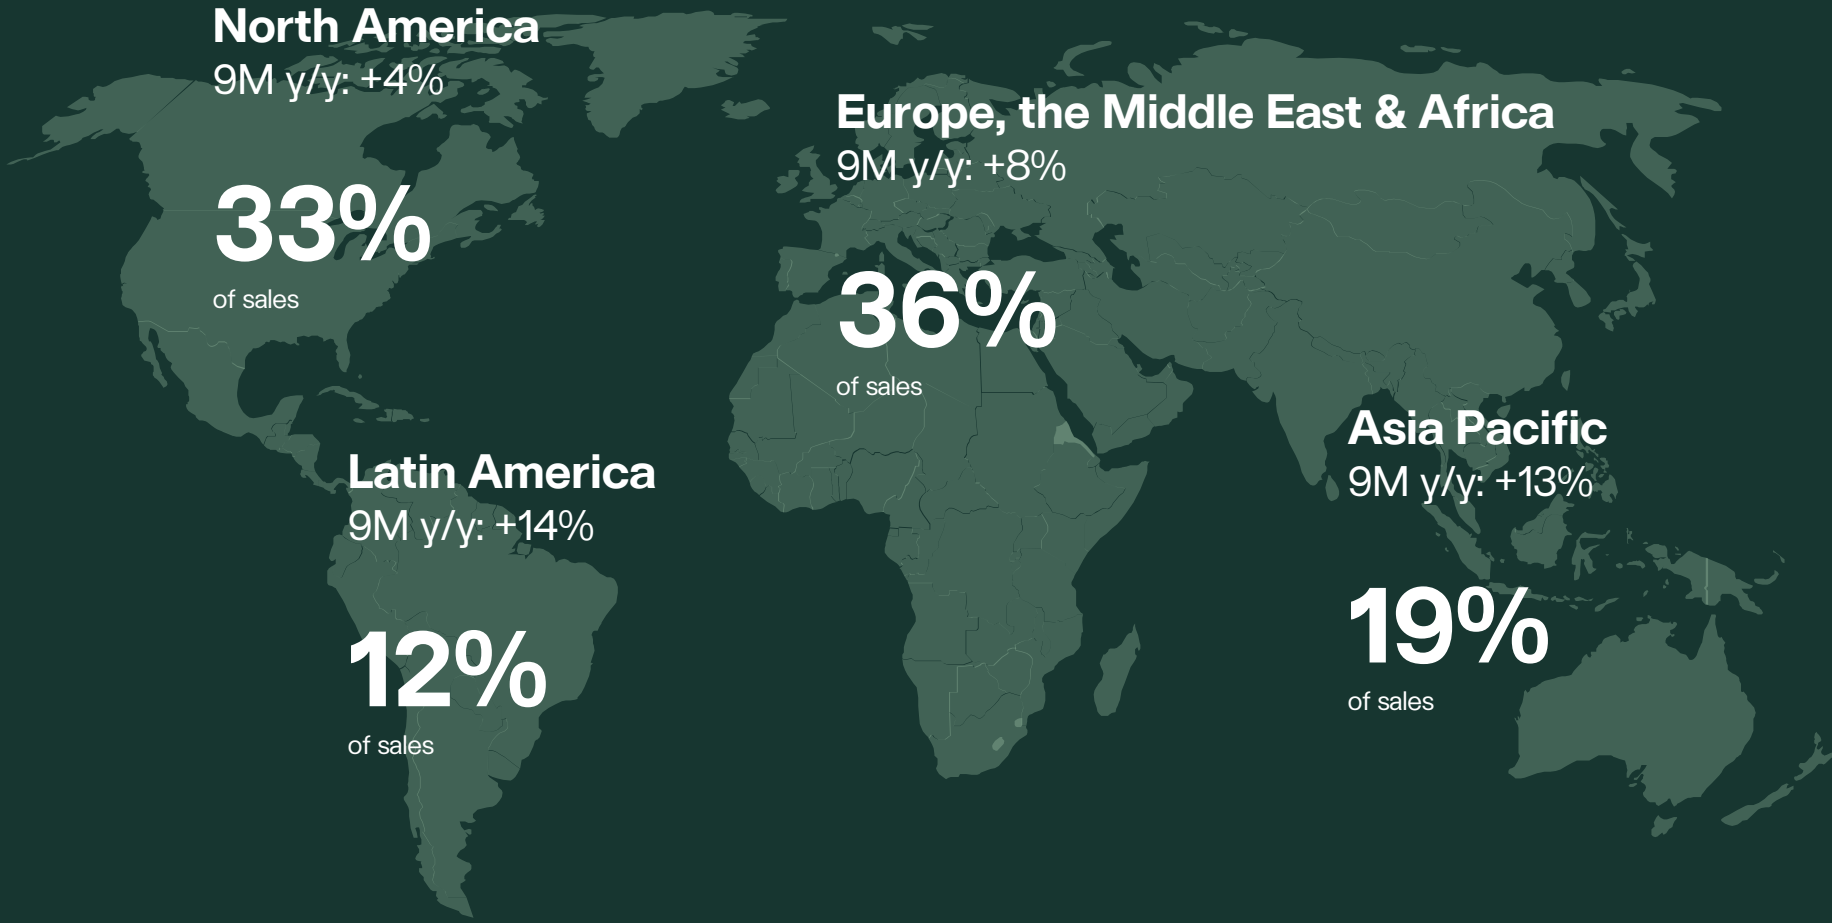 North America
9M y/y: +4%
33%
of sales
Europe, the Middle East & Africa
9M y/y: +8%
36%
of sales
Latin America
9M y/y: +14%
12%
of sales
Asia Pacific
9M y/y: +13%
19%
of sales